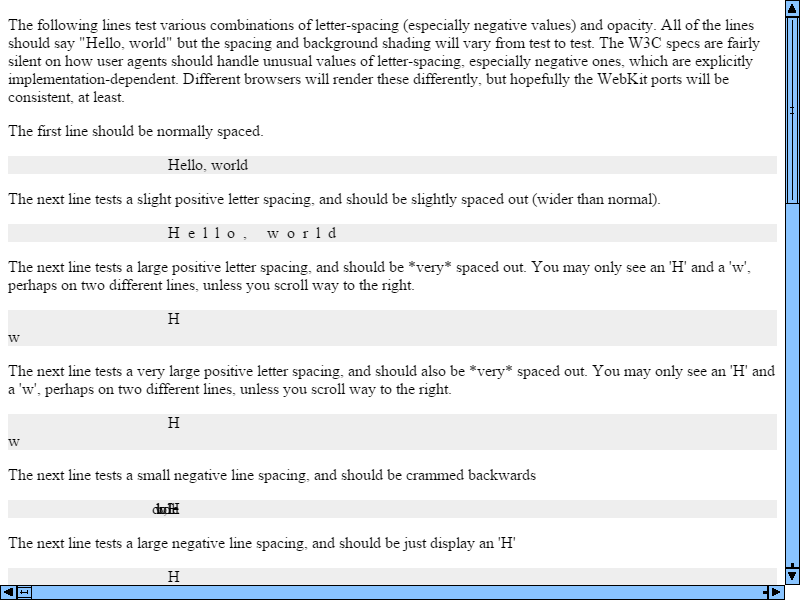 The following lines test various combinations of letter-spacing (especially negative values) and opacity. All of the lines
should say "Hello, world" but the spacing and background shading will vary from test to test. The W3C specs are fairly
silent on how user agents should handle unusual values of letter-spacing, especially negative ones, which are explicitly
implementation-dependent. Different browsers will render these differently, but hopefully the WebKit ports will be
consistent, at least.
The first line should be normally spaced.
Hello, world
The next line tests a slight positive letter spacing, and should be slightly spaced out (wider than normal).
H e l l o ,  w o r l d
The next line tests a large positive letter spacing, and should be *very* spaced out. You may only see an 'H' and a 'w',
perhaps on two different lines, unless you scroll way to the right.
H
w
The next line tests a very large positive letter spacing, and should also be *very* spaced out. You may only see an 'H' and
a 'w', perhaps on two different lines, unless you scroll way to the right.
H
w
The next line tests a small negative line spacing, and should be crammed backwards
The next line tests a large negative line spacing, and should be just display an 'H'
H